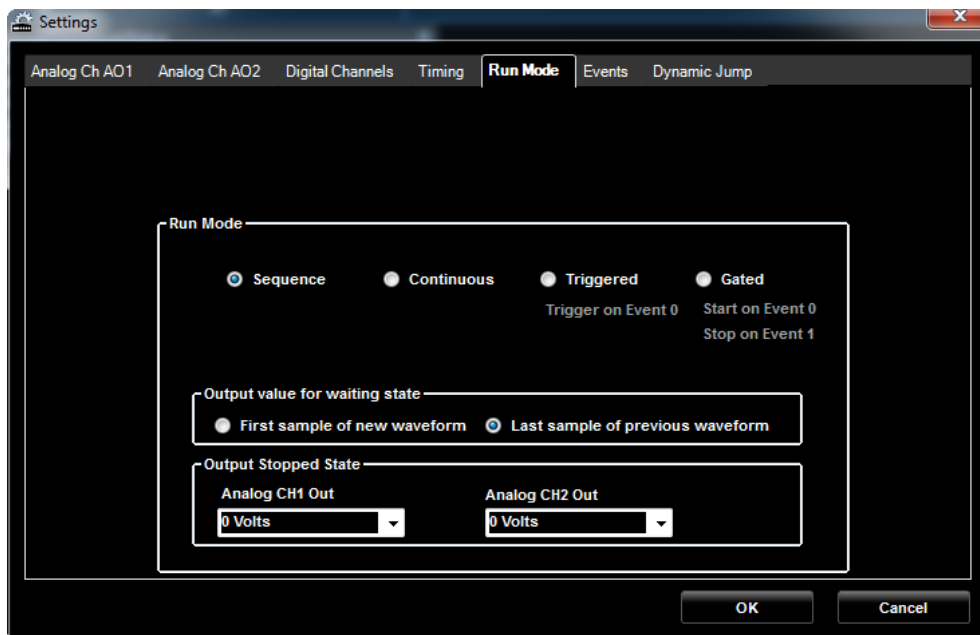 Settings
Analog Ch AO1 Analog Ch AO2 Digital Channels Timing Run Mode Events Dynamic Jump
Run Mode
Sequence Continuous Triggered Gated
Trigger on Event 0 Start on Event 0
Stop on Event 1
Output value for waiting state
First sample of new waveform Last sample of previous waveform
Output Stopped State
Analog CH1 Out Analog CH2 Out
0 Volts 0 Volts
OK Cancel